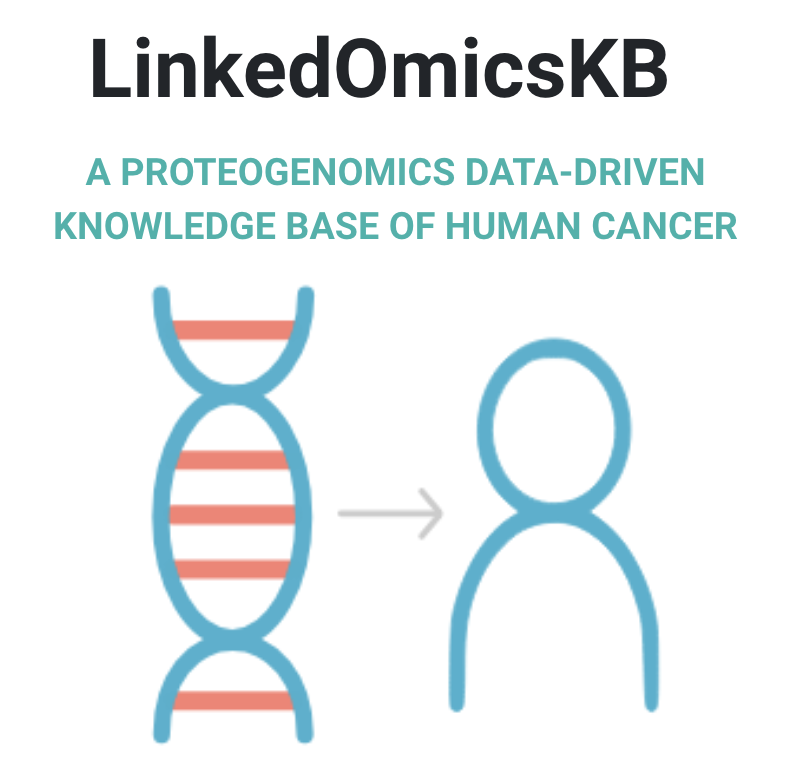 LinkedOmicsKB
A PROTEOGENOMICS DATA-DRIVEN
KNOWLEDGE BASE OF HUMAN CANCER